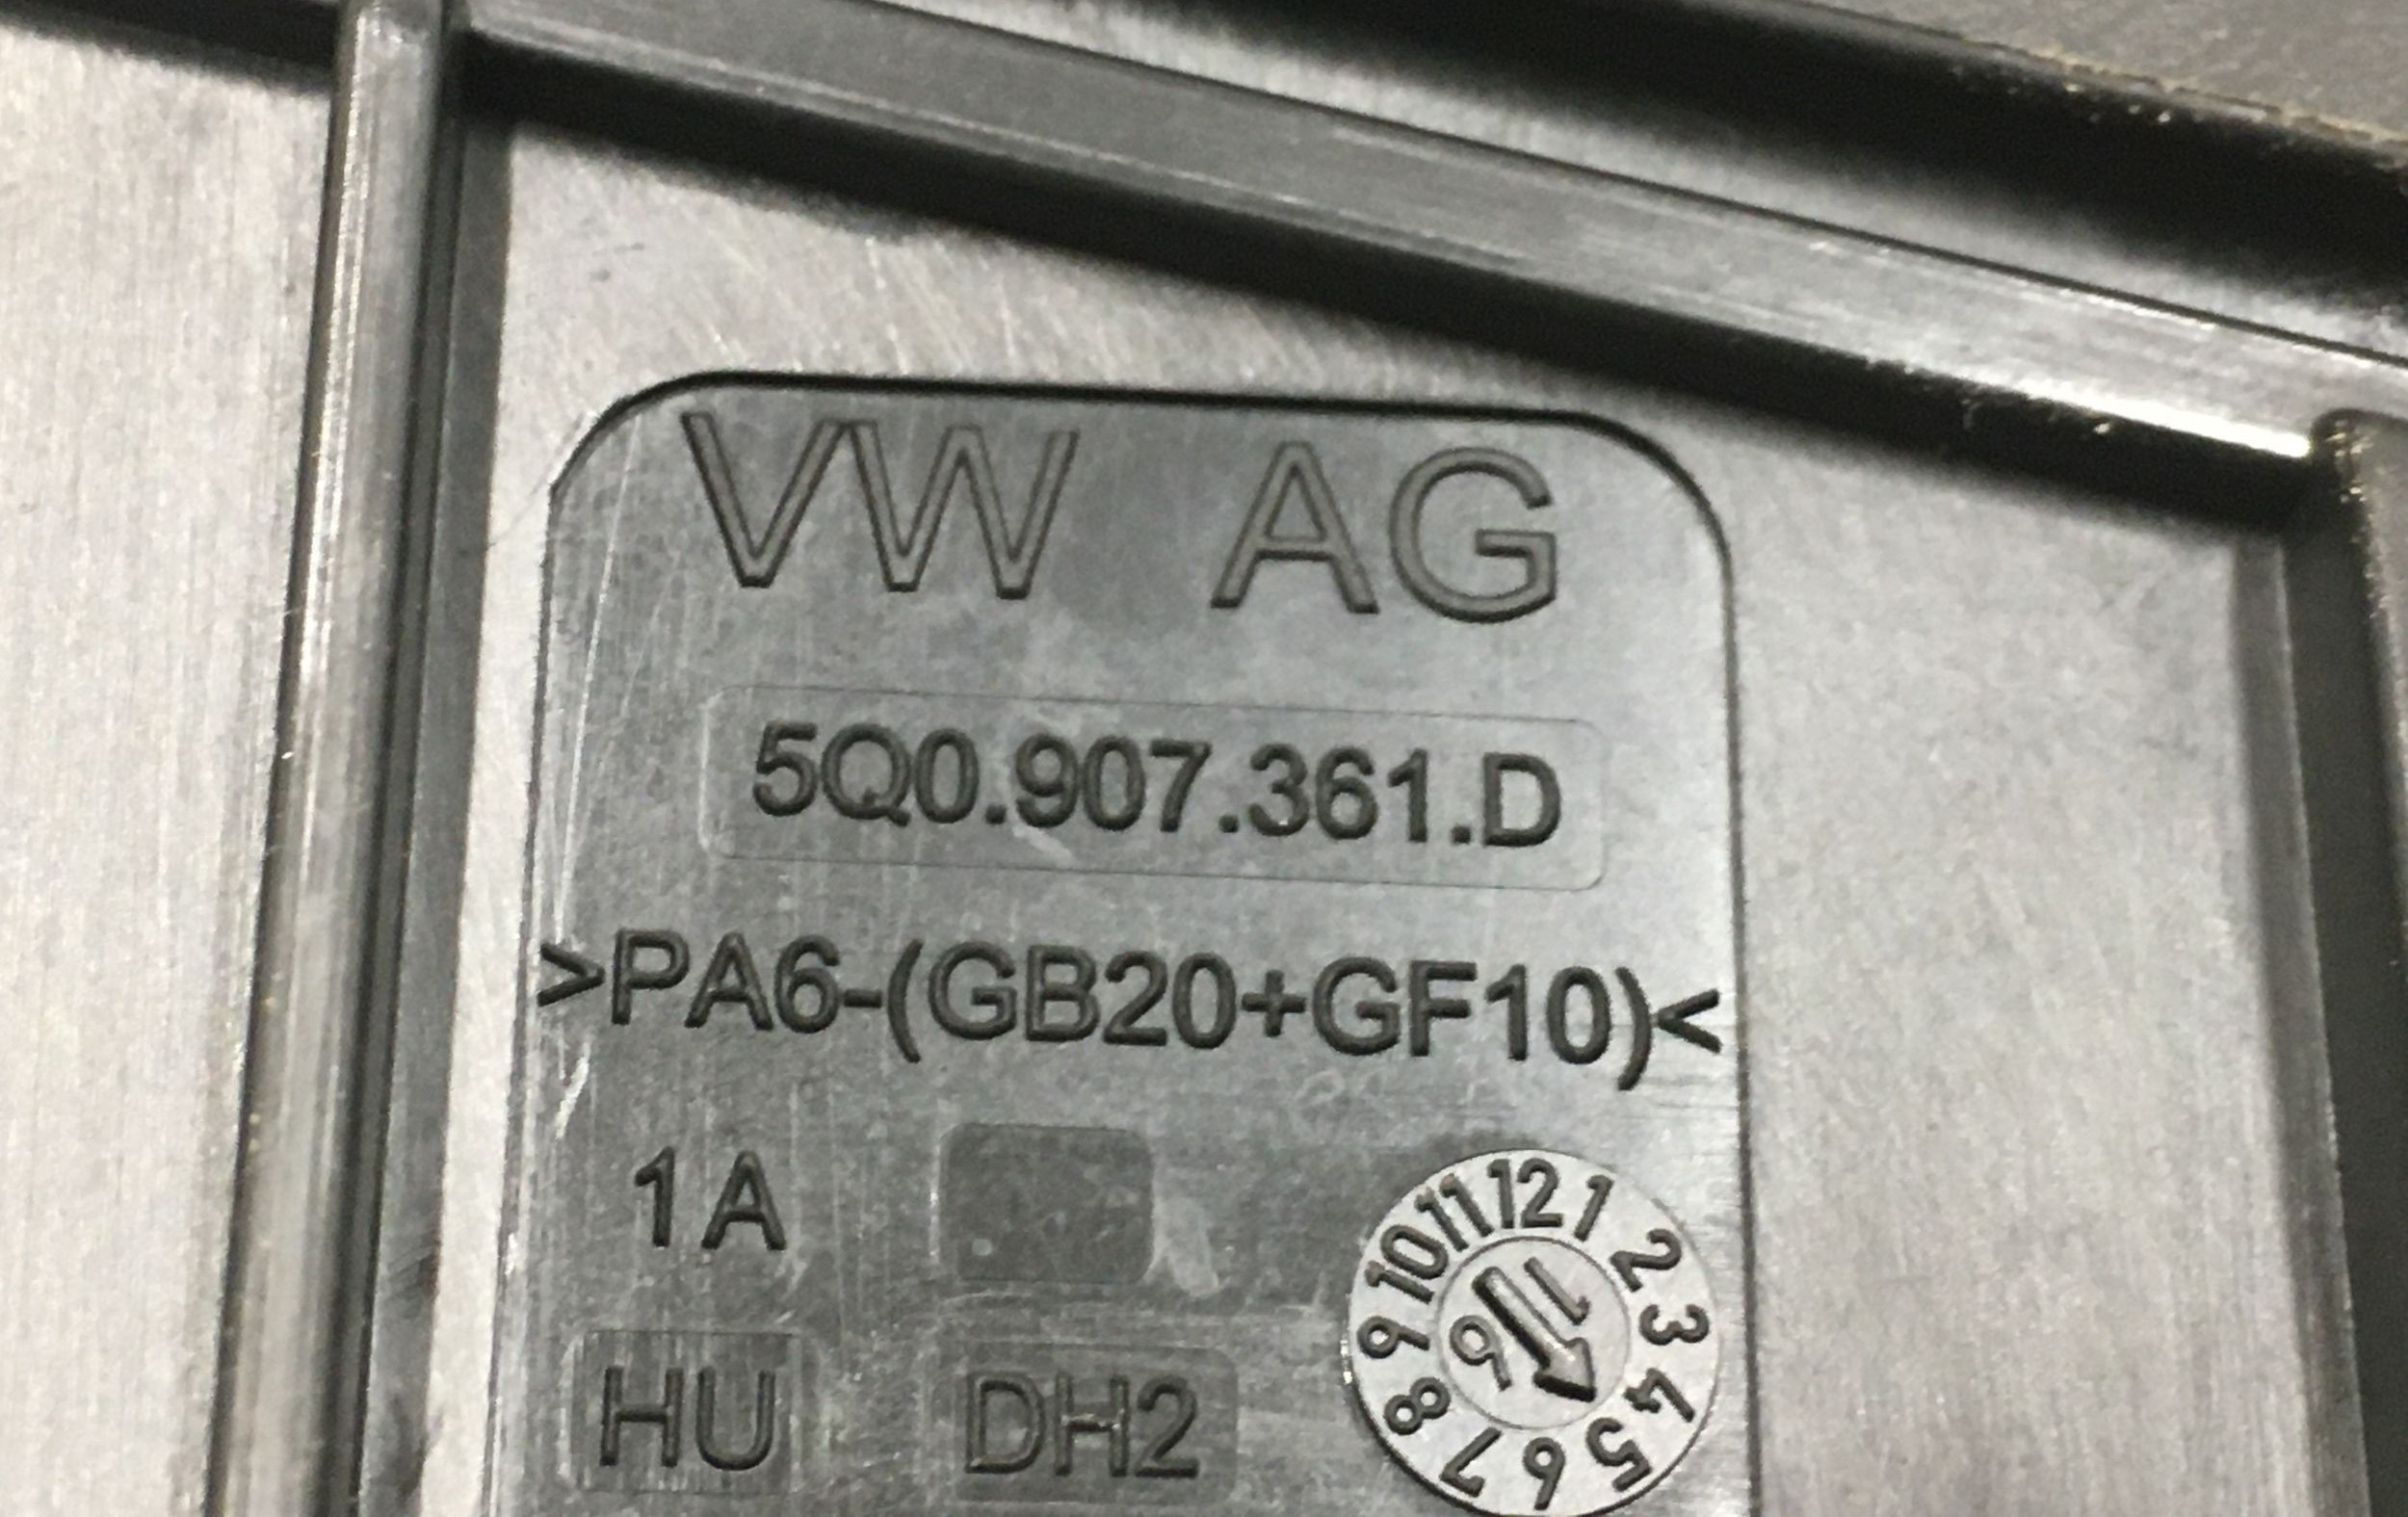 VW AG
5Q0.907.361.D
>PA6-(GB20+GF10)<
1A
HU DH2
12 1 2 3 4 5 6 7 8 9 10 11
16